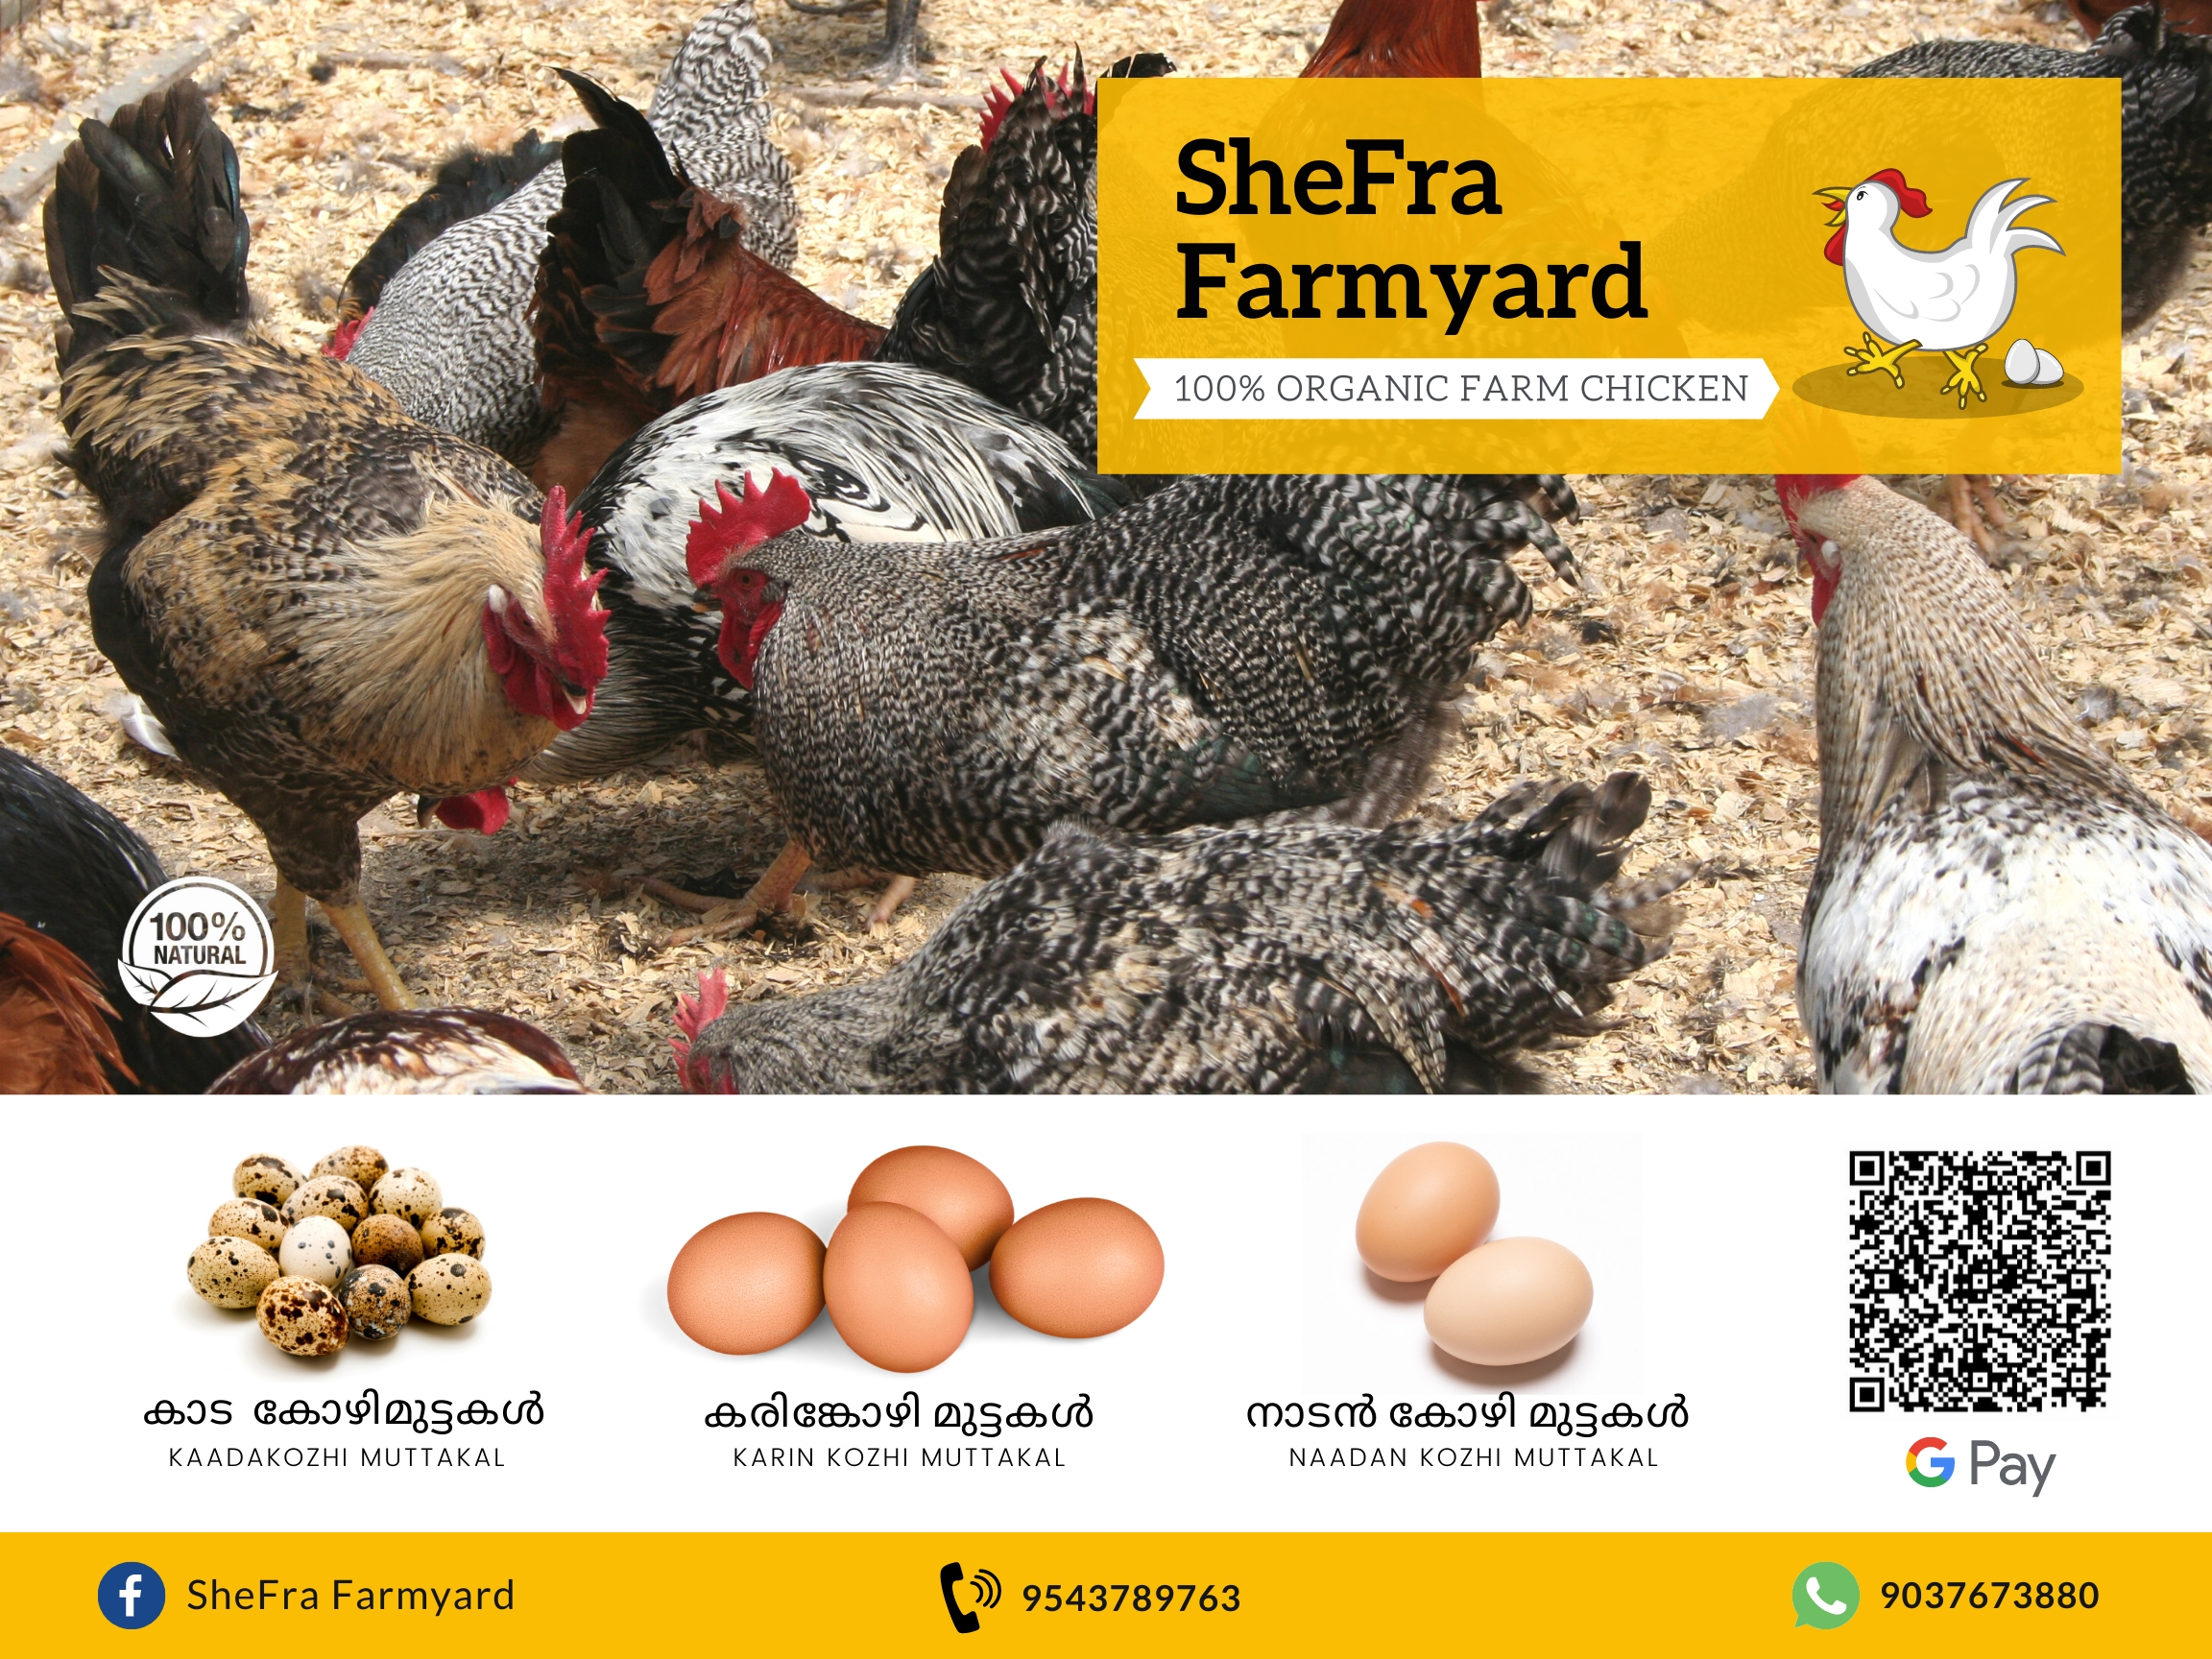 SheFra
Farmyard
100% ORGANIC FARM CHICKEN
100%
NATURAL
കാട കോഴിമുട്ടകൾ
KAADAKOZHI MUTTAKAL
കരിങ്കോഴി മുട്ടകൾ
KARIN KOZHI MUTTAKAL
നാടൻ കോഴി മുട്ടകൾ
NAADAN KOZHI MUTTAKAL
G Pay
SheFra Farmyard
9543789763
9037673880